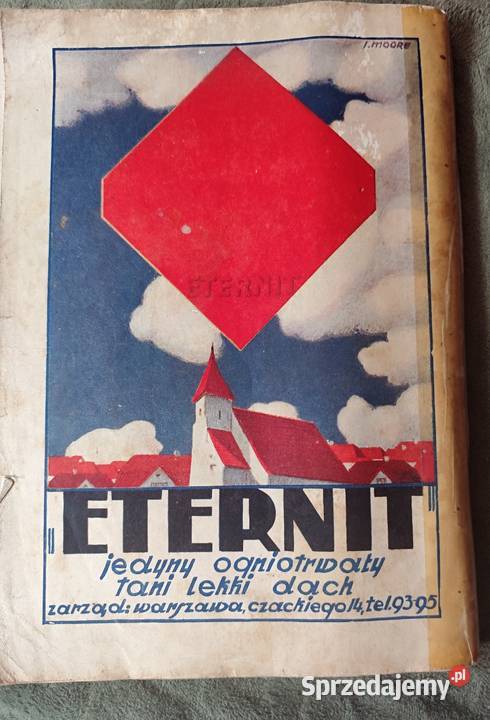 I. MOORE
ETERNIT
„ETERNIT”
jedyny ogniotrwały
tani lekki dach
zarząd: warszawa, czackiego 14, tel. 93-95
Sprzedajemy.pl